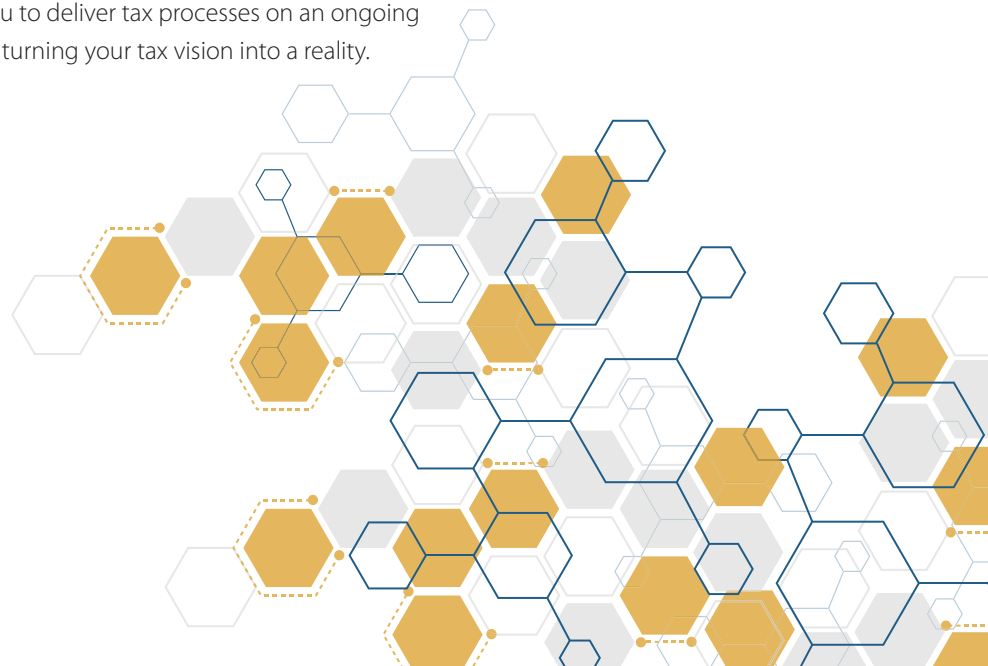 u to deliver tax processes on an ongoing
turning your tax vision into a reality.